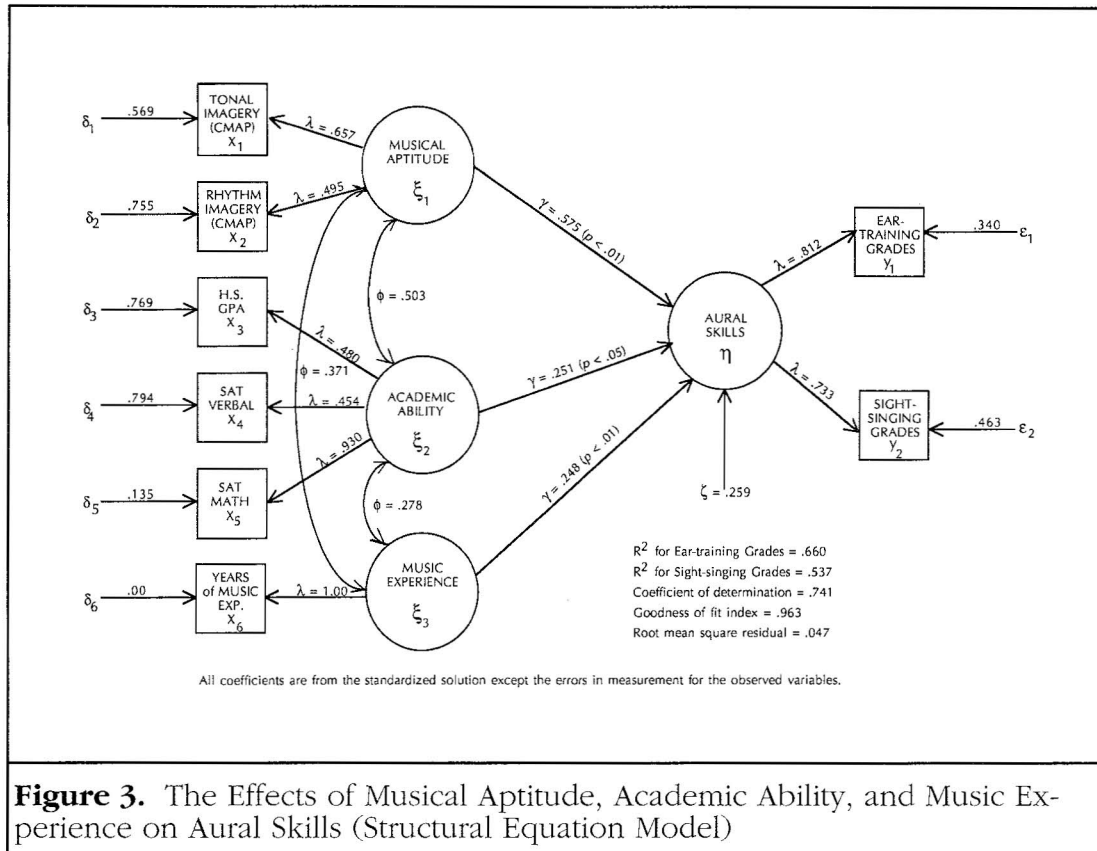 δ1 .569 TONAL
IMAGERY
(CMAP)
X1
λ = .657
MUSICAL
APTITUDE
ξ1
δ2 .755 RHYTHM
IMAGERY
(CMAP)
X2
λ = .495
γ = .575 (p < .01)
φ = .503
δ3 .769 H.S.
GPA
X3
λ = .480
φ = .371
δ4 .794 SAT
VERBAL
X4
λ = .454
ACADEMIC
ABILITY
ξ2
γ = .251 (p < .05)
δ5 .135 SAT
MATH
X5
λ = .930
φ = .278
γ = .248 (p < .01)
δ6 .00 YEARS
of MUSIC
EXP.
X6
λ = 1.00
MUSIC
EXPERIENCE
ξ3
AURAL
SKILLS
η
ζ = .259
λ = .812
EAR-
TRAINING
GRADES
y1
.340 ε1
λ = .733
SIGHT-
SINGING
GRADES
y2
.463 ε2
R2 for Ear-training Grades = .660
R2 for Sight-singing Grades = .537
Coefficient of determination = .741
Goodness of fit index = .963
Root mean square residual = .047
All coefficients are from the standardized solution except the errors in measurement for the observed variables.
Figure 3. The Effects of Musical Aptitude, Academic Ability, and Music Ex-
perience on Aural Skills (Structural Equation Model)